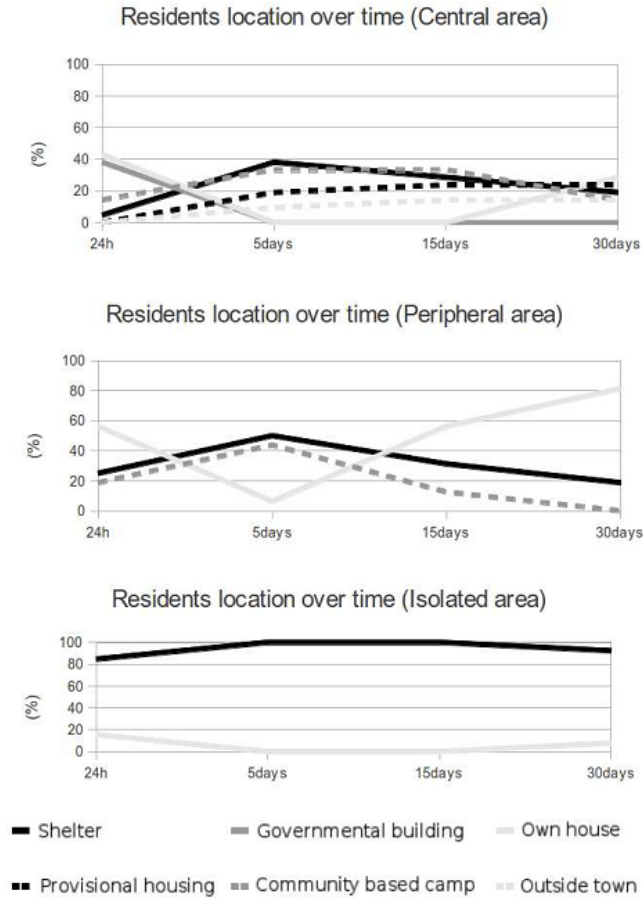 Residents location over time (Central area)
100
80
60
40
20
0
(%)
24h 5days 15days 30days
Residents location over time (Peripheral area)
100
80
60
40
20
0
(%)
24h 5days 15days 30days
Residents location over time (Isolated area)
100
80
60
40
20
0
(%)
24h 5days 15days 30days
Shelter Governmental building Own house
Provisional housing Community based camp Outside town